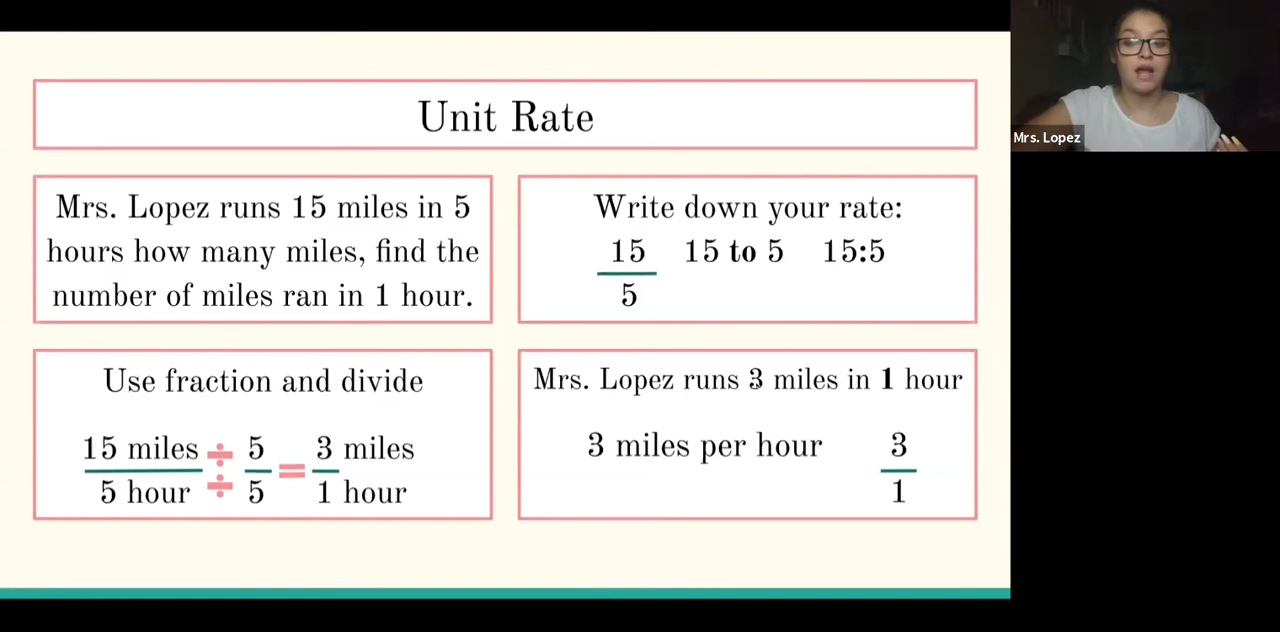 Unit Rate
Mrs. Lopez runs 15 miles in 5
hours how many miles, find the
number of miles ran in 1 hour.
Write down your rate:
15 15 to 5 15:5
5
Use fraction and divide
15 miles ÷ 5 = 3 miles
5 hour ÷ 5 1 hour
Mrs. Lopez runs 3 miles in 1 hour
3 miles per hour 3
1
Mrs. Lopez